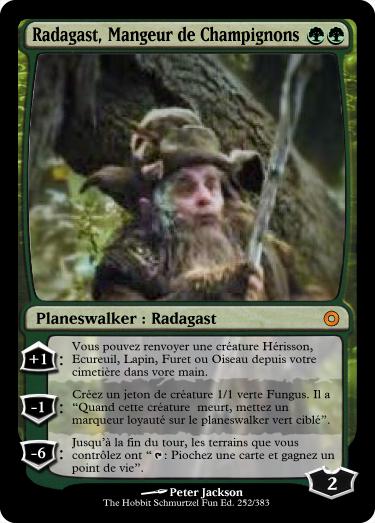 Radagast, Mangeur de Champignons
Planeswalker : Radagast
+1 : Vous pouvez renvoyer une créature Hérisson,
Ecureuil, Lapin, Furet ou Oiseau depuis votre
cimetière dans vore main.
-1 : Créez un jeton de créature 1/1 verte Fungus. Il a
“Quand cette créature meurt, mettez un
marqueur loyauté sur le planeswalker vert ciblé”.
-6 : Jusqu'à la fin du tour, les terrains que vous
contrôlez ont “ : Piochez une carte et gagnez un
point de vie”.
2
Peter Jackson
The Hobbit Schmurtzel Fun Ed. 252/383